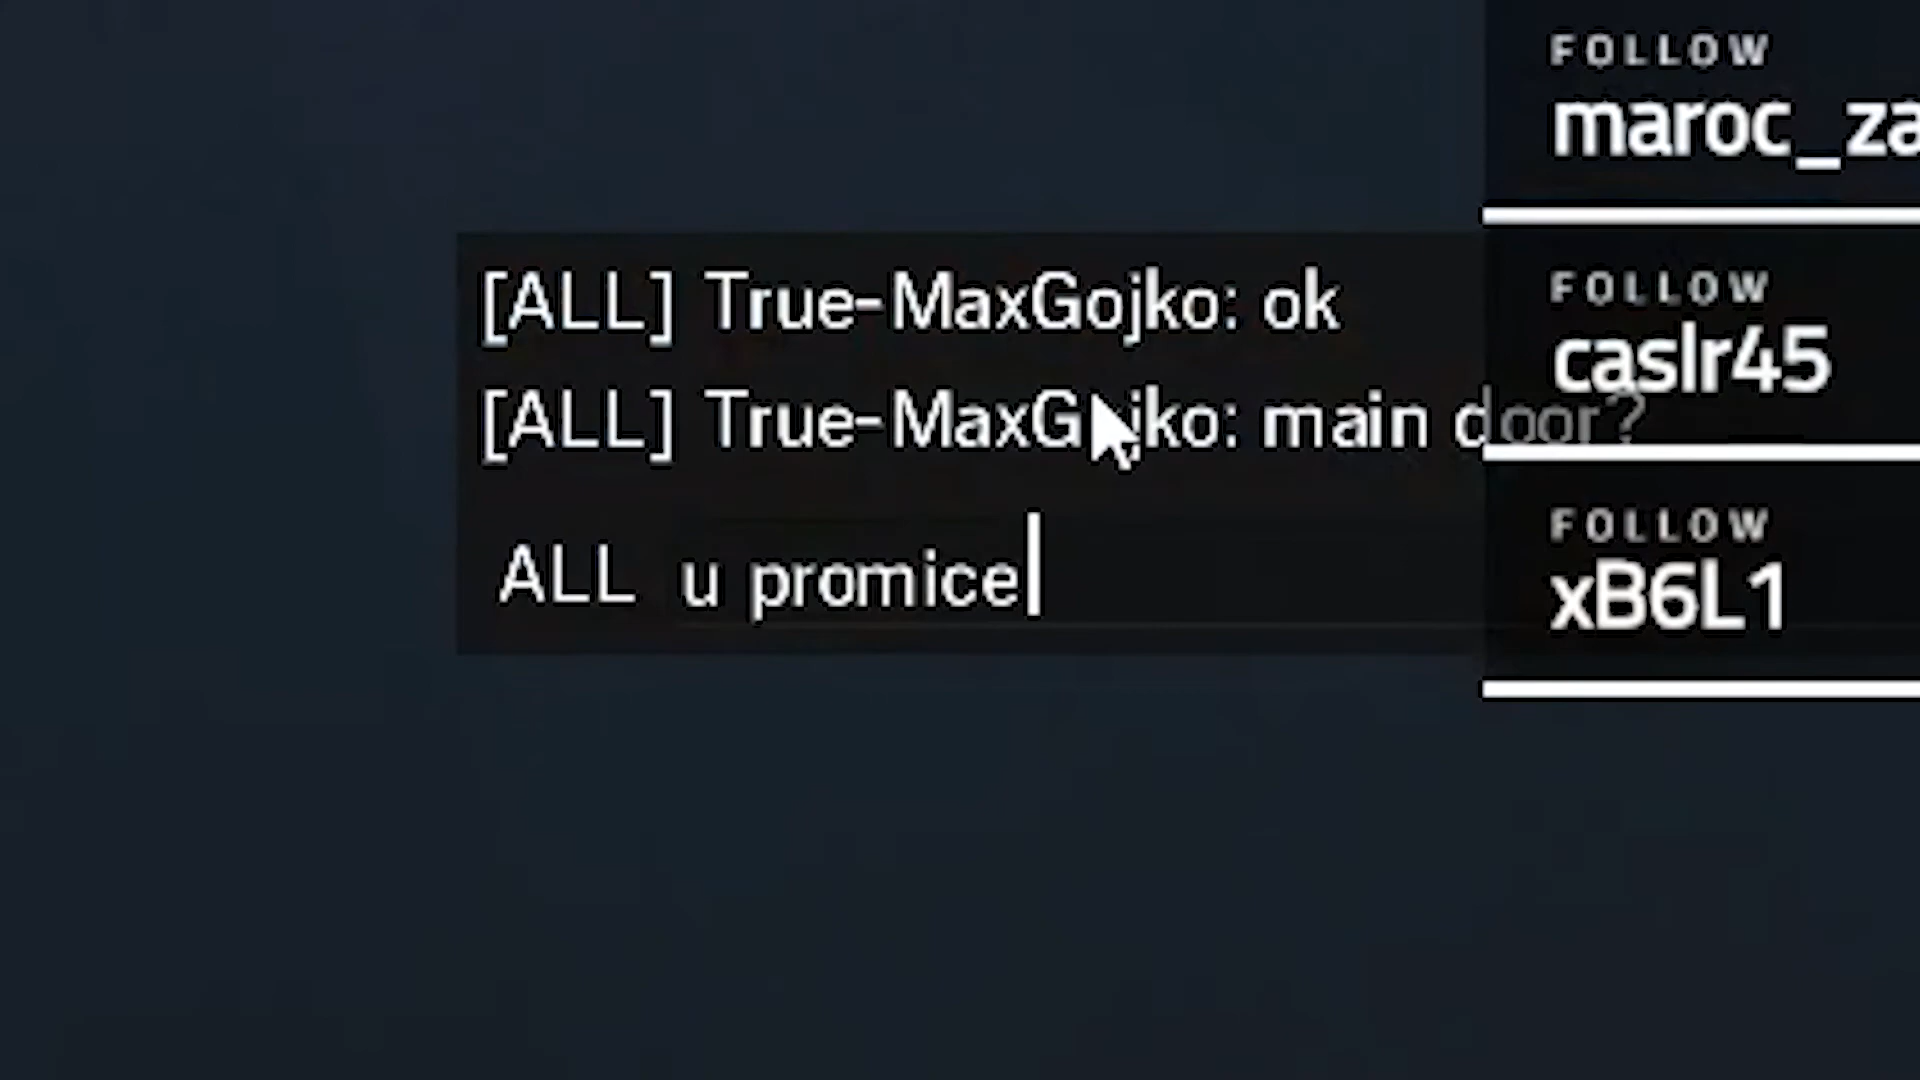 FOLLOW
maroc_za
[ALL] True-MaxGojko: ok
FOLLOW
caslr45
[ALL] True-MaxGojko: main door?
FOLLOW
xB6L1
ALL u promice